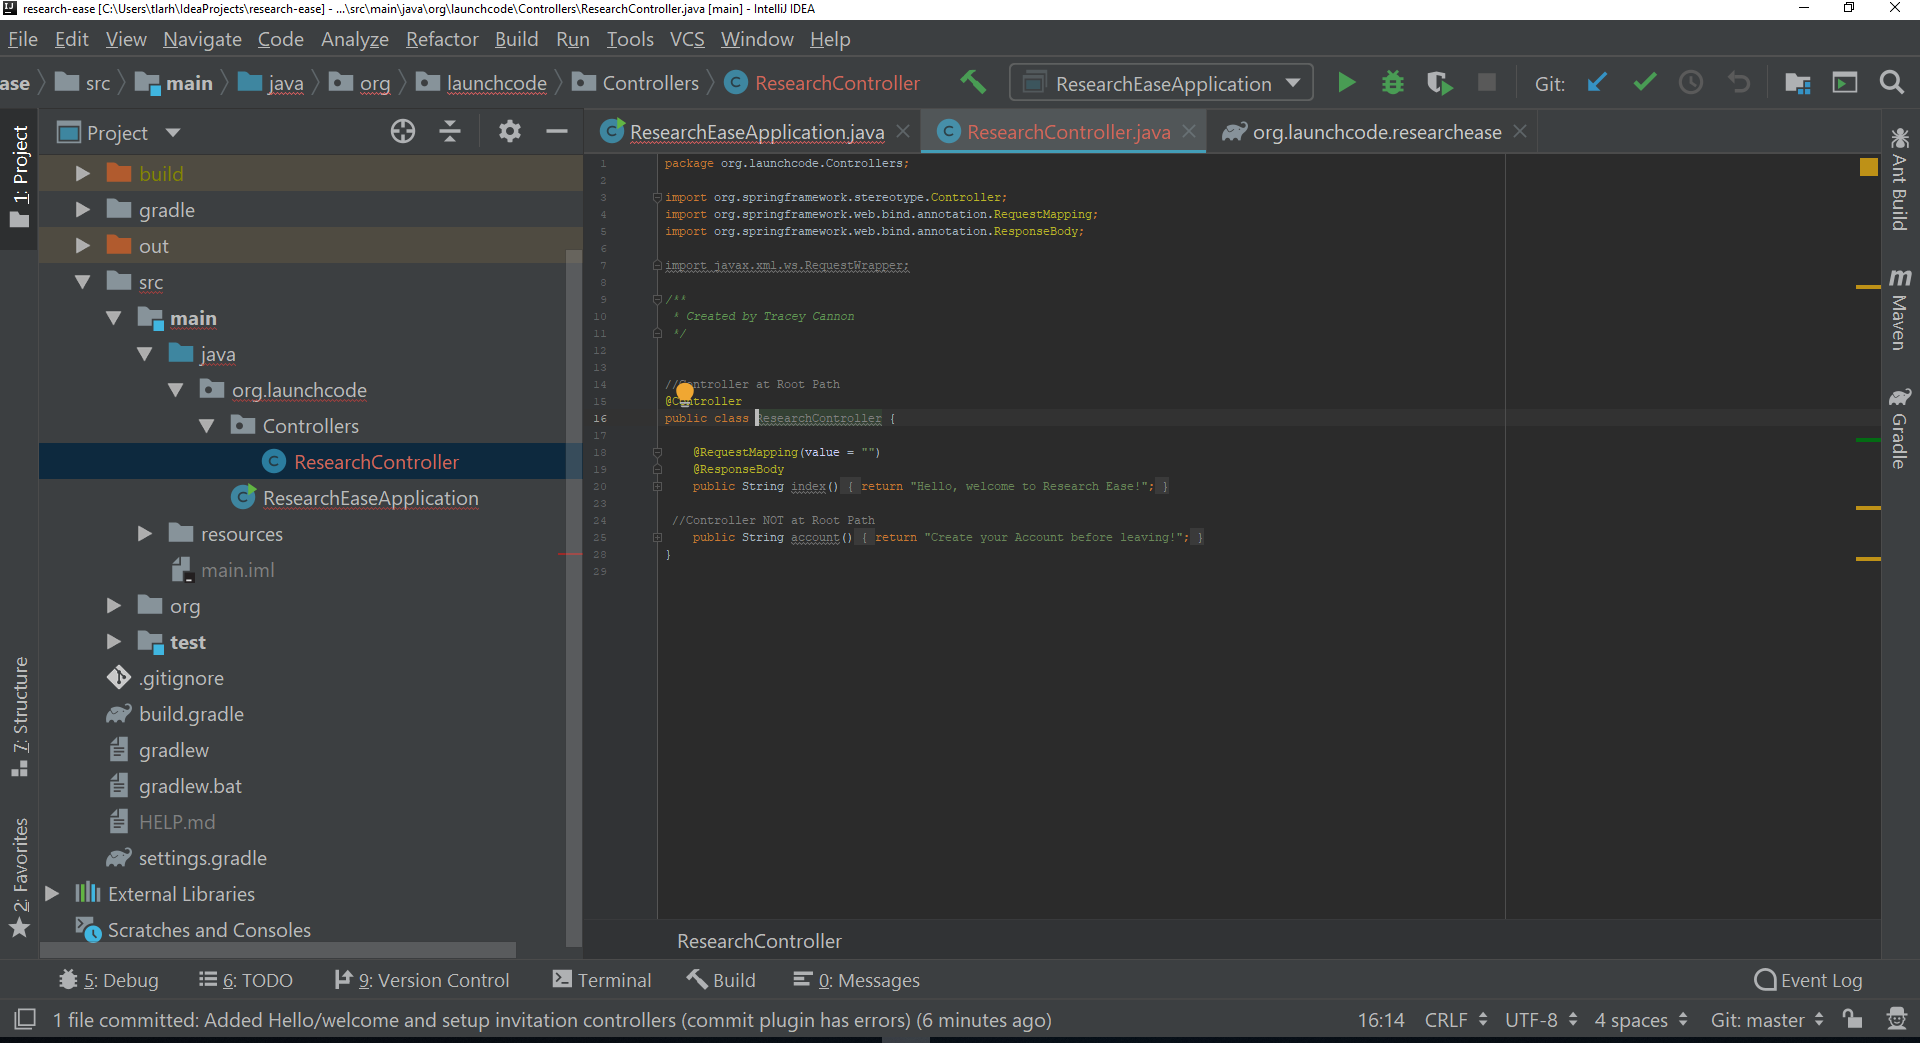 research-ease [C:\Users\tlarh\IdeaProjects\research-ease] - ...\src\main\java\org\launchcode\Controllers\ResearchController.java [main] - IntelliJ IDEA
File Edit View Navigate Code Analyze Refactor Build Run Tools VCS Window Help
ase src main java org launchcode Controllers ResearchController ResearchEaseApplication Git:
1: Project
7: Structure
2: Favorites
Project
build
gradle
out
src
main
java
org.launchcode
Controllers
ResearchController
ResearchEaseApplication
resources
main.iml
org
test
.gitignore
build.gradle
gradlew
gradlew.bat
HELP.md
settings.gradle
External Libraries
Scratches and Consoles
ResearchEaseApplication.java ResearchController.java org.launchcode.researchease
1 package org.launchcode.Controllers;
2
3 import org.springframework.stereotype.Controller;
4 import org.springframework.web.bind.annotation.RequestMapping;
5 import org.springframework.web.bind.annotation.ResponseBody;
6
7 import javax.xml.ws.RequestWrapper;
8
9 /**
10 * Created by Tracey Cannon
11 */
12
13
14 //Controller at Root Path
15 @Controller
16 public class ResearchController {
17
18 @RequestMapping(value = "")
19 @ResponseBody
20 public String index() { return "Hello, welcome to Research Ease!"; }
23
24 //Controller NOT at Root Path
25 public String account() { return "Create your Account before leaving!"; }
28 }
29
ResearchController
Ant Build
m Maven
Gradle
5: Debug 6: TODO 9: Version Control Terminal Build 0: Messages Event Log
1 file committed: Added Hello/welcome and setup invitation controllers (commit plugin has errors) (6 minutes ago) 16:14 CRLF UTF-8 4 spaces Git: master